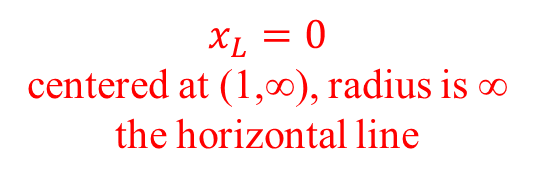 x_L = 0
centered at (1,∞), radius is ∞
the horizontal line